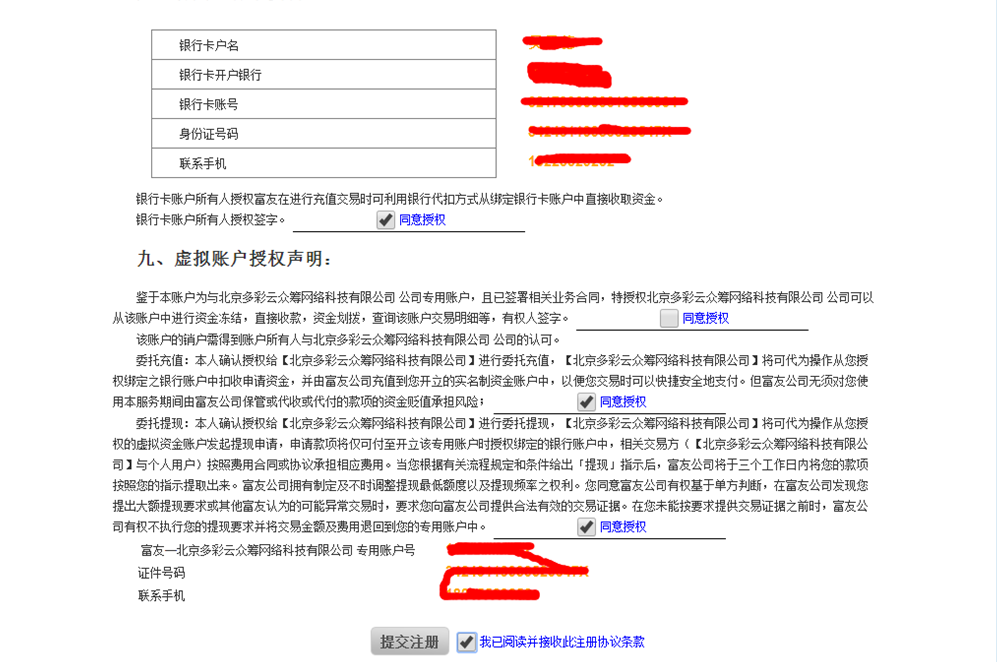 银行卡户名
银行卡开户银行
银行卡账号
身份证号码
联系手机
银行卡账户所有人授权富友在进行充值交易时可利用银行代扣方式从绑定银行卡账户中直接收取资金。
银行卡账户所有人授权签字。 同意授权
九、虚拟账户授权声明：
鉴于本账户为与北京多彩云众筹网络科技有限公司 公司专用账户，且已签署相关业务合同，特授权北京多彩云众筹网络科技有限公司 公司可以
从该账户中进行资金冻结，直接收款，资金划拨，查询该账户交易明细等，有权人签字。 同意授权
该账户的销户需得到账户所有人与北京多彩云众筹网络科技有限公司 公司的认可。
委托充值：本人确认授权给【北京多彩云众筹网络科技有限公司】进行委托充值，【北京多彩云众筹网络科技有限公司】将可代为操作从您授
权绑定之银行账户中扣收申请资金，并由富友公司充值到您开立的实名制资金账户中，以便您交易时可以快捷安全地支付。但富友公司无须对您使
用本服务期间由富友公司保管或代收或代付的款项的资金贬值承担风险； 同意授权
委托提现：本人确认授权给【北京多彩云众筹网络科技有限公司】进行委托提现，【北京多彩云众筹网络科技有限公司】将可代为操作从您授
权的虚拟资金账户发起提现申请，申请款项将仅可付至开立该专用账户时授权绑定的银行账户中，相关交易方（【北京多彩云众筹网络科技有限公
司】与个人用户）按照费用合同或协议承担相应费用。当您根据有关流程规定和条件给出「提现」指示后，富友公司将于三个工作日内将您的款项
按照您的指示提取出来。富友公司拥有制定及不时调整提现最低额度以及提现频率之权利。您同意富友公司有权基于单方判断，在富友公司发现您
提出大额提现要求或其他富友认为的可能异常交易时，要求您向富友公司提供合法有效的交易证据。在您未能按要求提供交易证据之前时，富友公
司有权不执行您的提现要求并将交易金额及费用退回到您的专用账户中。 同意授权
富友—北京多彩云众筹网络科技有限公司 专用账户号
证件号码
联系手机
提交注册 我已阅读并接收此注册协议条款